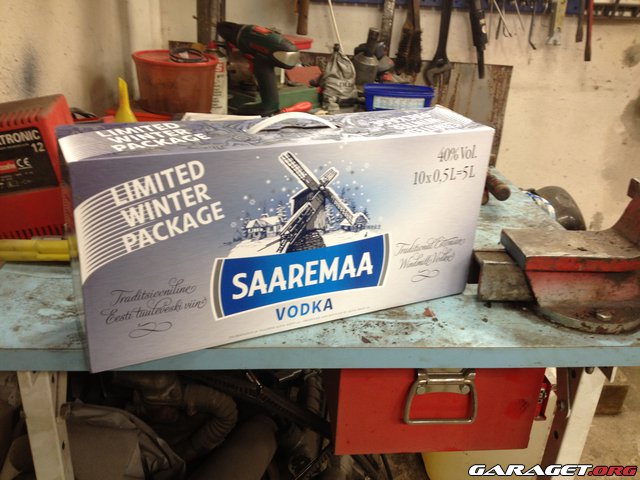 LIMITED
WINTER
PACKAGE
LIMITED
WINTER
PACKAGE
40% Vol.
10x0,5L=5L
SAAREMAA
VODKA
Traditsiooniline
Eesti tuuleveski viin
Traditional Estonian
Windmill Vodka
TRONIC
12
CE
GARAGET.ORG